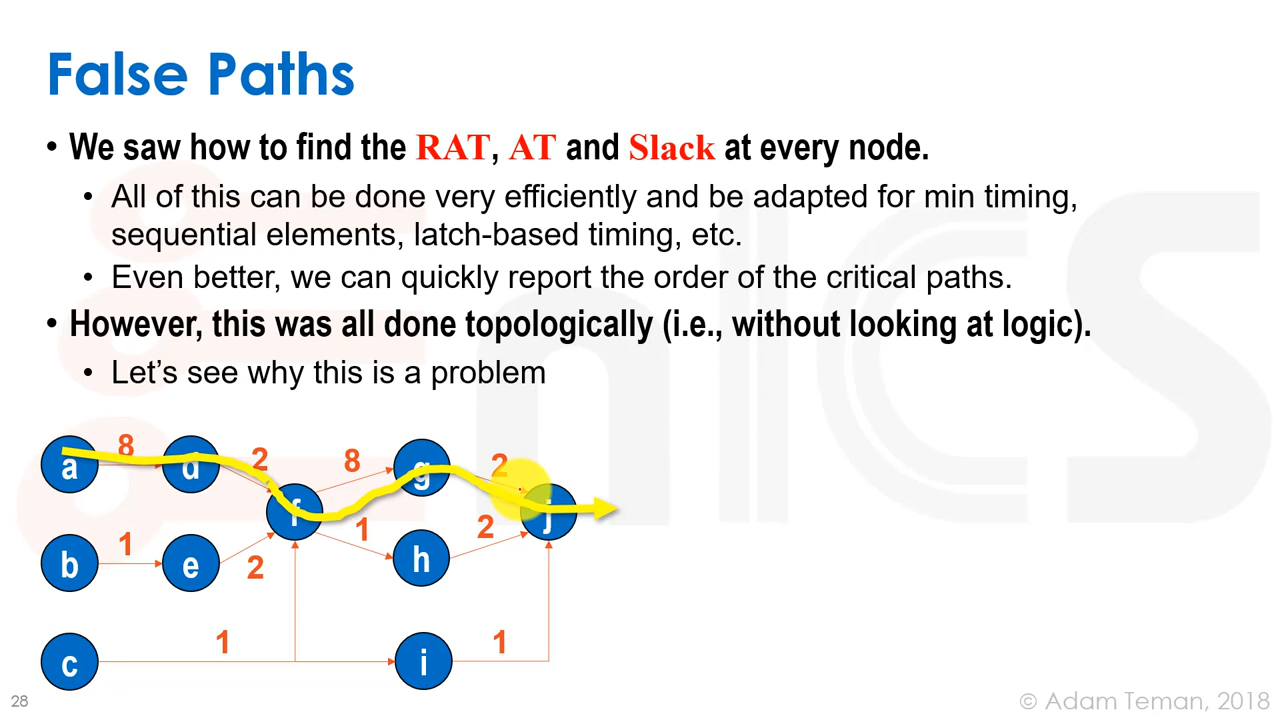 False Paths
• We saw how to find the RAT, AT and Slack at every node.
• All of this can be done very efficiently and be adapted for min timing,
sequential elements, latch-based timing, etc.
• Even better, we can quickly report the order of the critical paths.
• However, this was all done topologically (i.e., without looking at logic).
• Let’s see why this is a problem
a 8 d 2 f 8 g 2 j
b 1 e 2 1 h 2
c 1 i 1
28
© Adam Teman, 2018
nICS